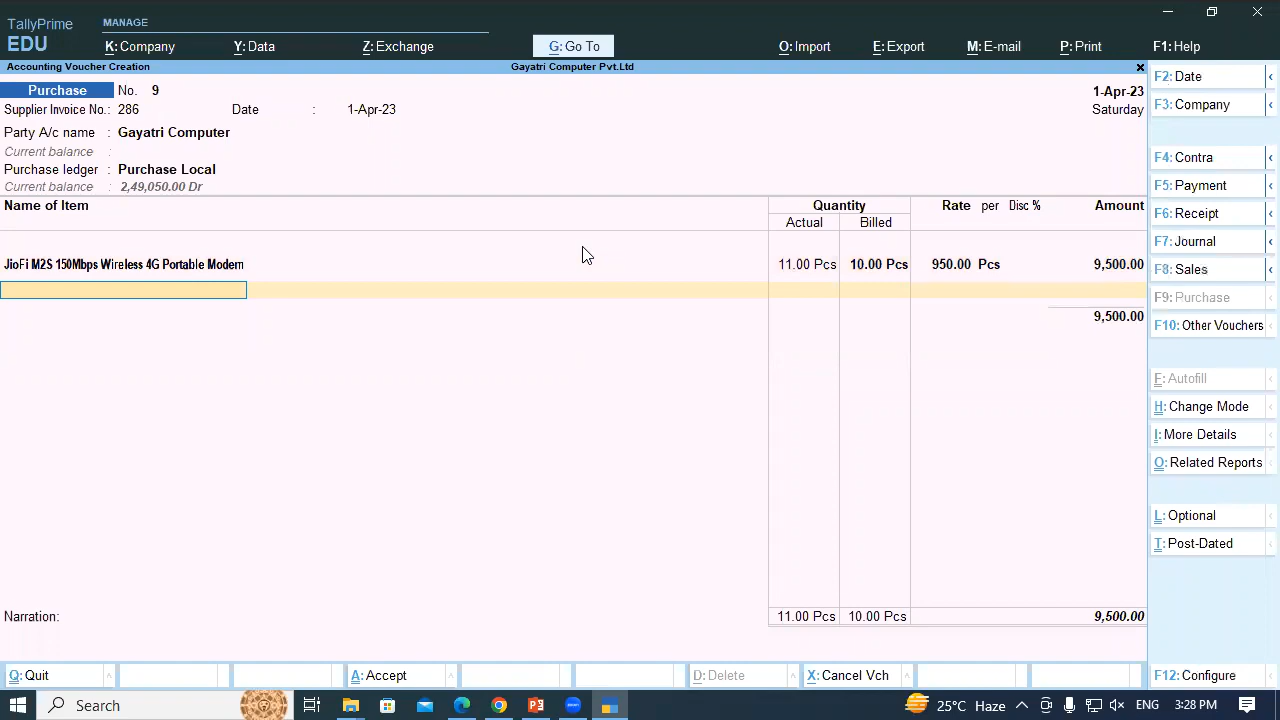 TallyPrime MANAGE
EDU K: Company Y: Data Z: Exchange G: Go To O: Import E: Export M: E-mail P: Print F1: Help
Accounting Voucher Creation Gayatri Computer Pvt.Ltd
Purchase No. 9 1-Apr-23
Supplier Invoice No.: 286 Date : 1-Apr-23 Saturday
Party A/c name : Gayatri Computer
Current balance :
Purchase ledger : Purchase Local
Current balance : 2,49,050.00 Dr
Name of Item Quantity Rate per Disc % Amount
Actual Billed
JioFi M2S 150Mbps Wireless 4G Portable Modem 11.00 Pcs 10.00 Pcs 950.00 Pcs 9,500.00
9,500.00
Narration: 11.00 Pcs 10.00 Pcs 9,500.00
F2: Date
F3: Company
F4: Contra
F5: Payment
F6: Receipt
F7: Journal
F8: Sales
F9: Purchase
F10: Other Vouchers
F: Autofill
H: Change Mode
I: More Details
O: Related Reports
L: Optional
T: Post-Dated
Q: Quit A: Accept D: Delete X: Cancel Vch F12: Configure
Search 25°C Haze ENG 3:28 PM